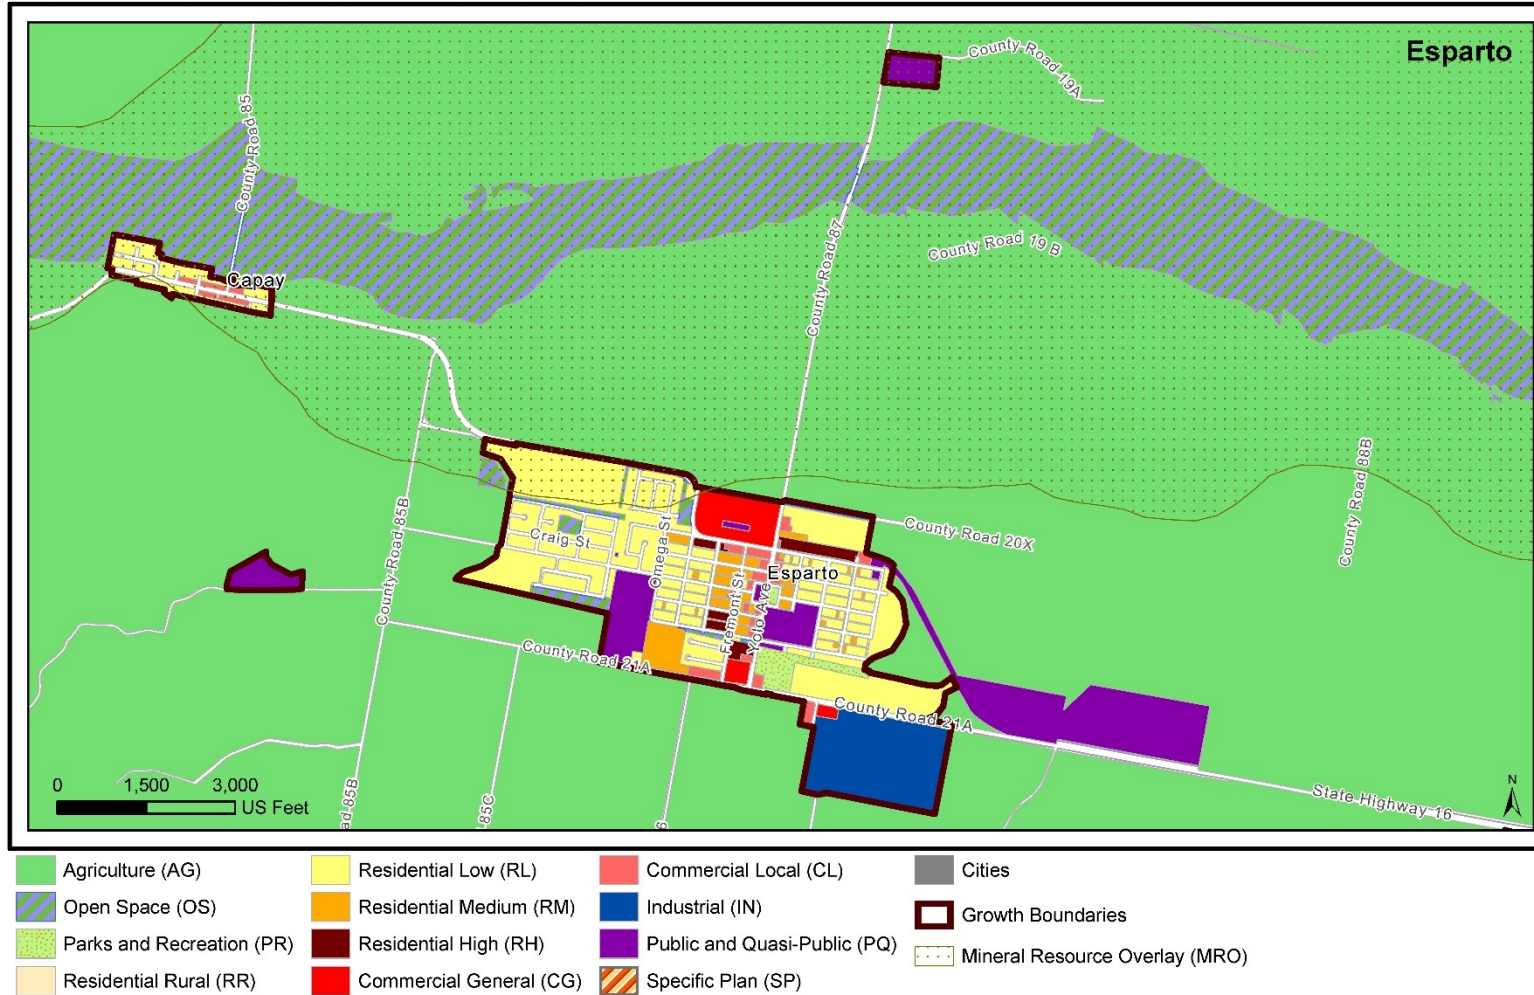 Esparto
County Road 19A
County Road 85
County Road 87
County Road 19 B
Capay
County Road 88B
County Road 85B
Craig St
Omega St
County Road 20X
Esparto
Fremont St
Yolo Ave
County Road 21A
County Road 21A
State Highway 16
0 1,500 3,000
US Feet
ad 85B
85C
6
N
Agriculture (AG)
Open Space (OS)
Parks and Recreation (PR)
Residential Rural (RR)
Residential Low (RL)
Residential Medium (RM)
Residential High (RH)
Commercial General (CG)
Commercial Local (CL)
Industrial (IN)
Public and Quasi-Public (PQ)
Specific Plan (SP)
Cities
Growth Boundaries
Mineral Resource Overlay (MRO)